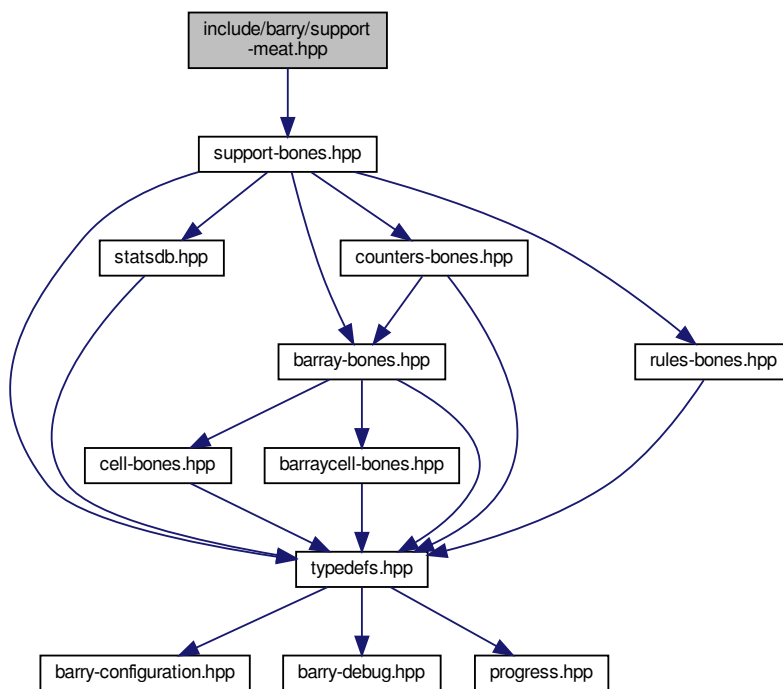 include/barry/support
-meat.hpp
support-bones.hpp
statsdb.hpp
counters-bones.hpp
barray-bones.hpp
rules-bones.hpp
cell-bones.hpp
barraycell-bones.hpp
typedefs.hpp
barry-configuration.hpp
barry-debug.hpp
progress.hpp